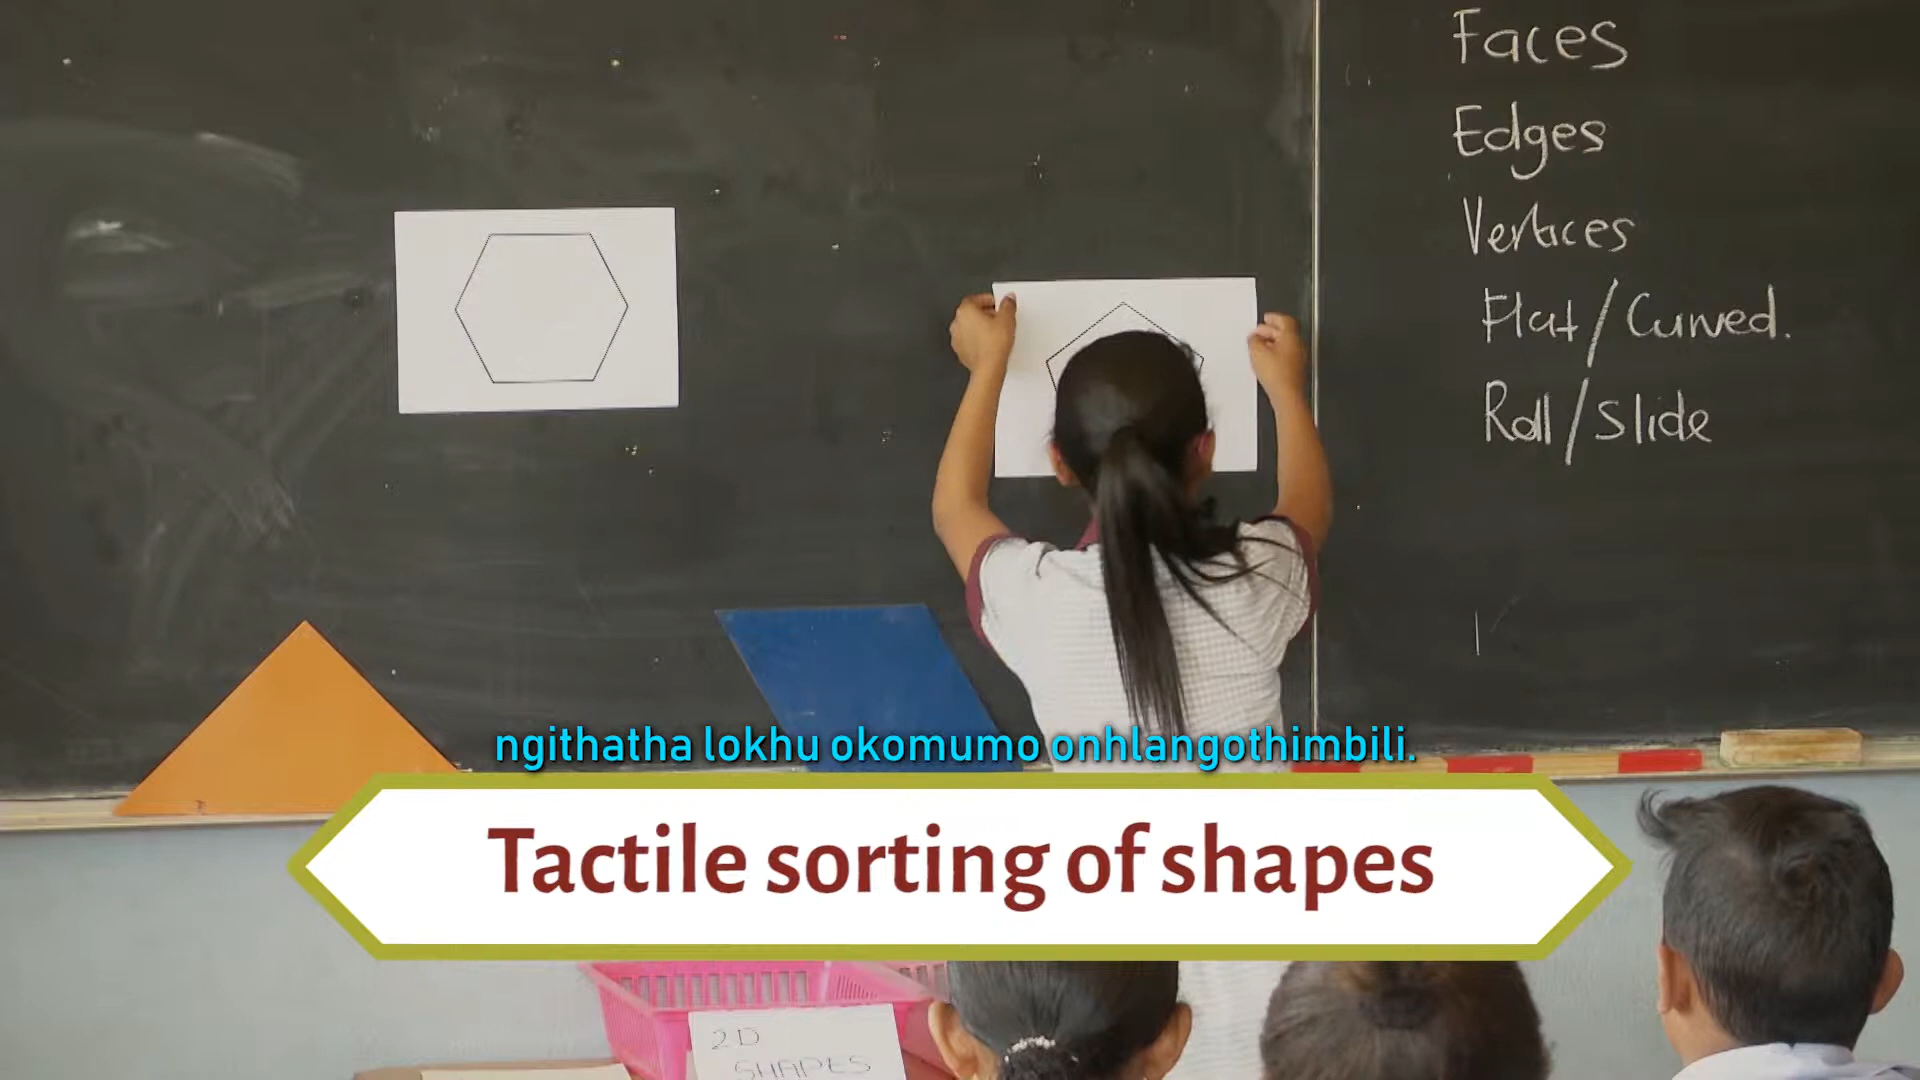 Faces
Edges
Vertices
Flat/Curved.
Roll/Slide
ngithatha lokhu okomumo onhlangothimbili.
Tactile sorting of shapes
2D
SHAPES